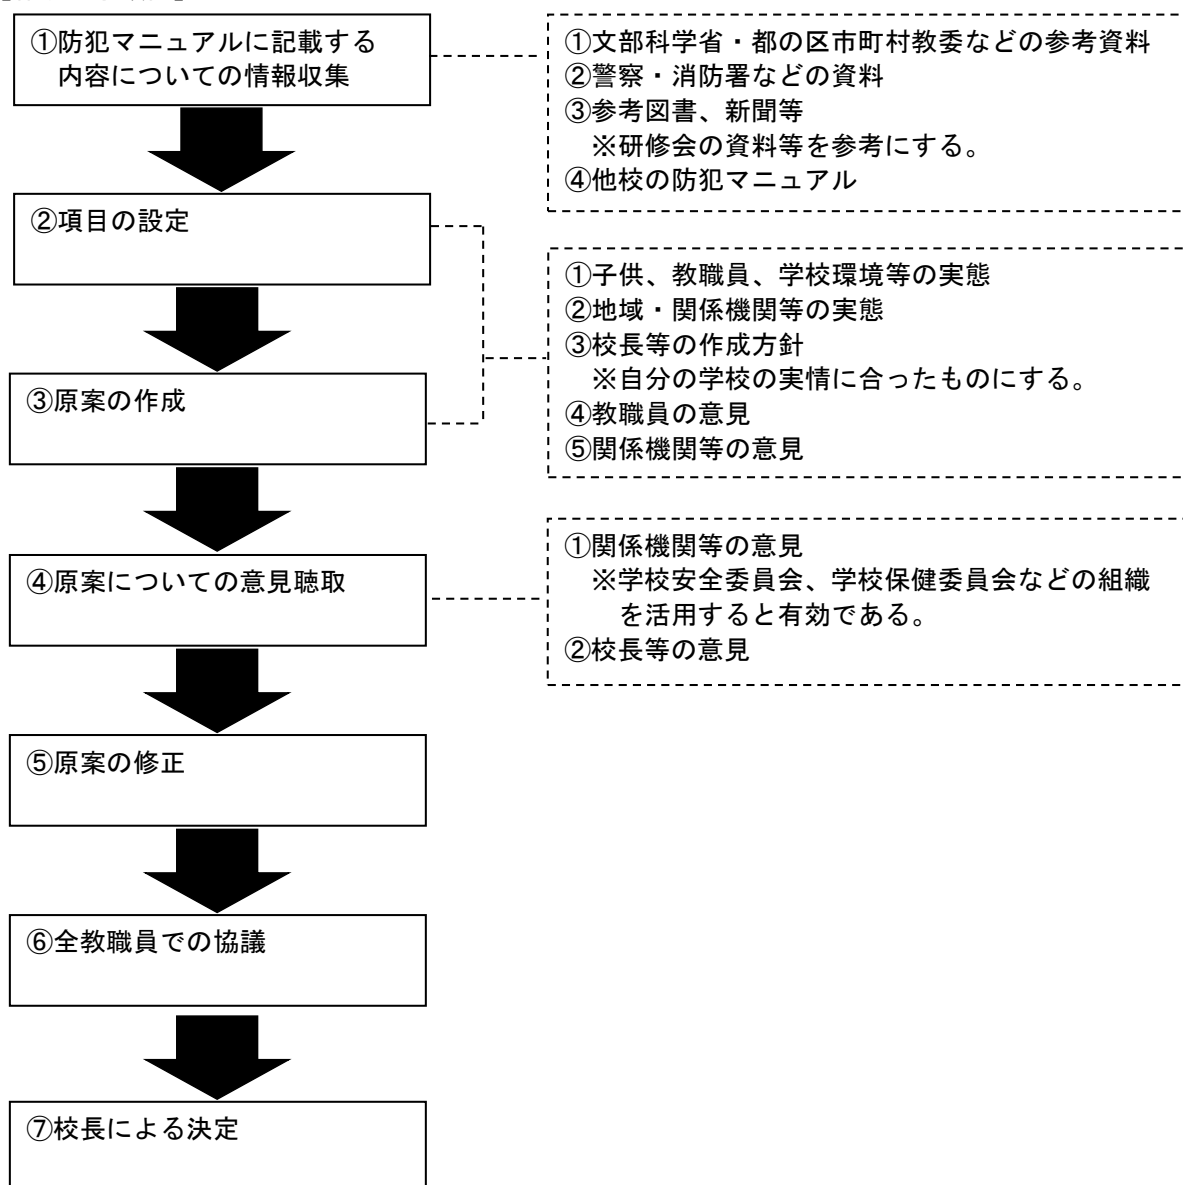 ①防犯マニュアルに記載する
内容についての情報収集
①文部科学省・都の区市町村教委などの参考資料
②警察・消防署などの資料
③参考図書、新聞等
※研修会の資料等を参考にする。
④他校の防犯マニュアル
②項目の設定
①子供、教職員、学校環境等の実態
②地域・関係機関等の実態
③校長等の作成方針
※自分の学校の実情に合ったものにする。
④教職員の意見
⑤関係機関等の意見
③原案の作成
④原案についての意見聴取
①関係機関等の意見
※学校安全委員会、学校保健委員会などの組織
を活用すると有効である。
②校長等の意見
⑤原案の修正
⑥全教職員での協議
⑦校長による決定